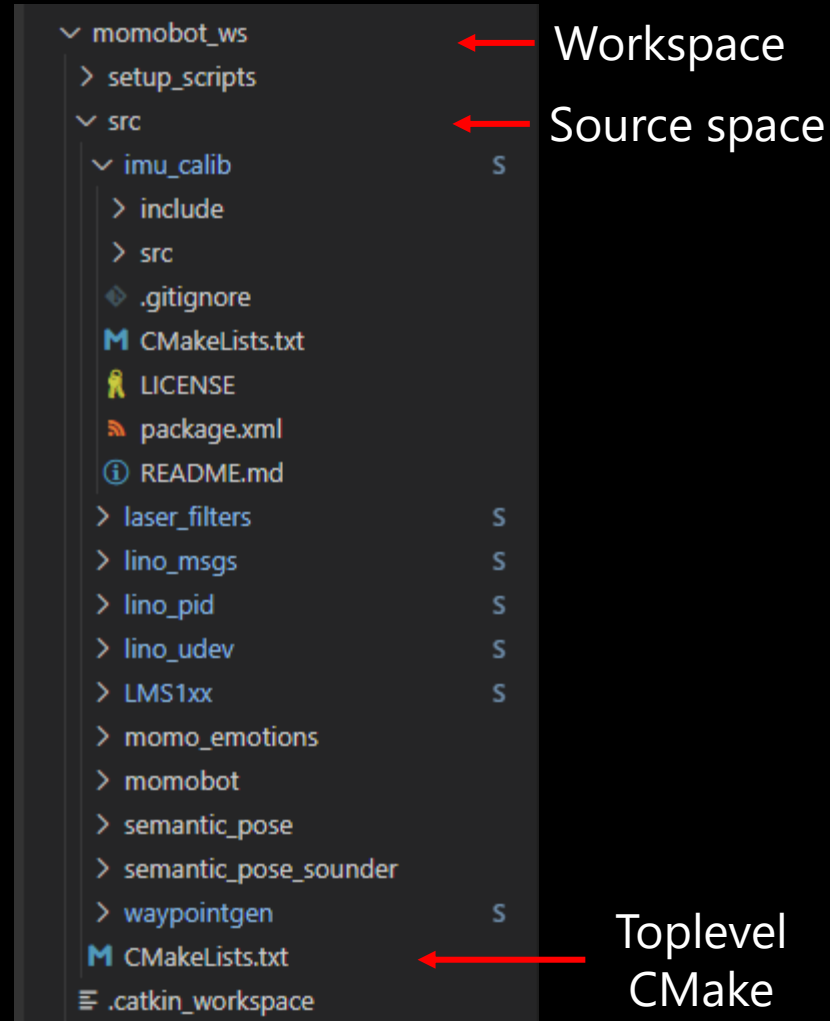 momobot_ws
Workspace
setup_scripts
src
Source space
imu_calib S
include
src
.gitignore
CMakeLists.txt
LICENSE
package.xml
README.md
laser_filters S
lino_msgs S
lino_pid S
lino_udev S
LMS1xx S
momo_emotions
momobot
semantic_pose
semantic_pose_sounder
waypointgen S
CMakeLists.txt
Toplevel
CMake
.catkin_workspace